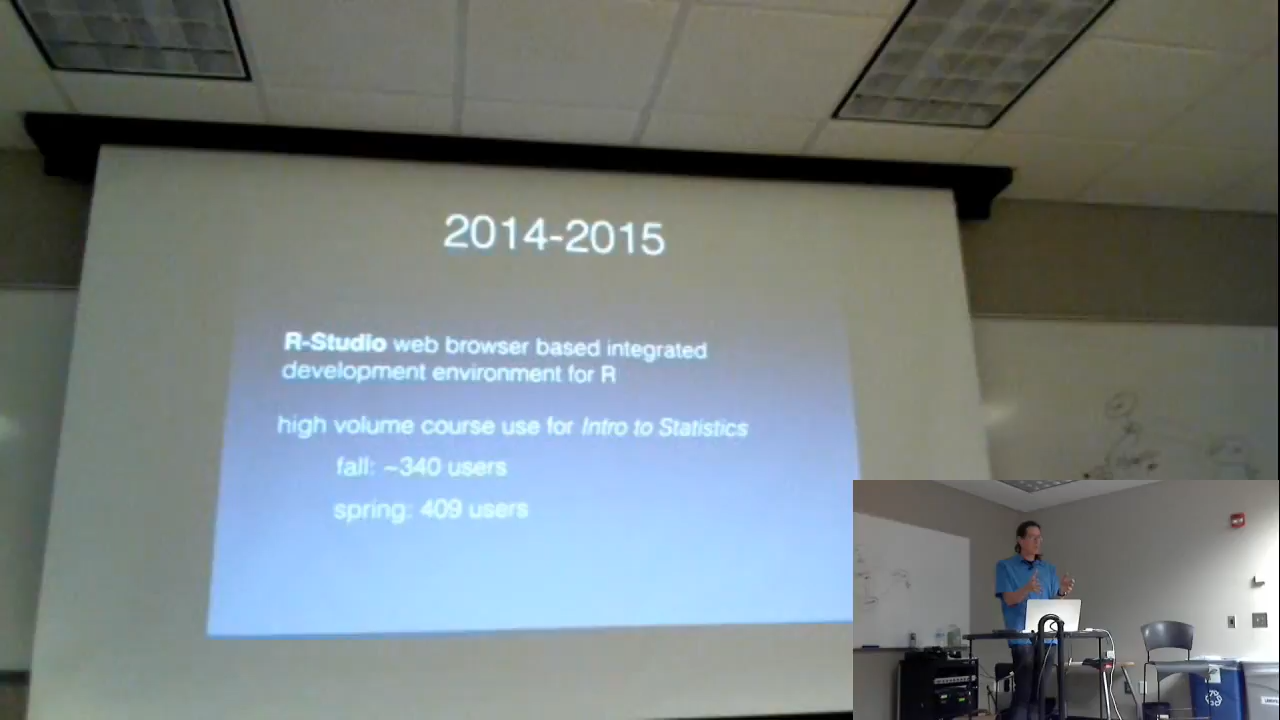 2014-2015
R-Studio web browser based integrated
development environment for R
high volume course use for Intro to Statistics
fall: ~340 users
spring: 409 users